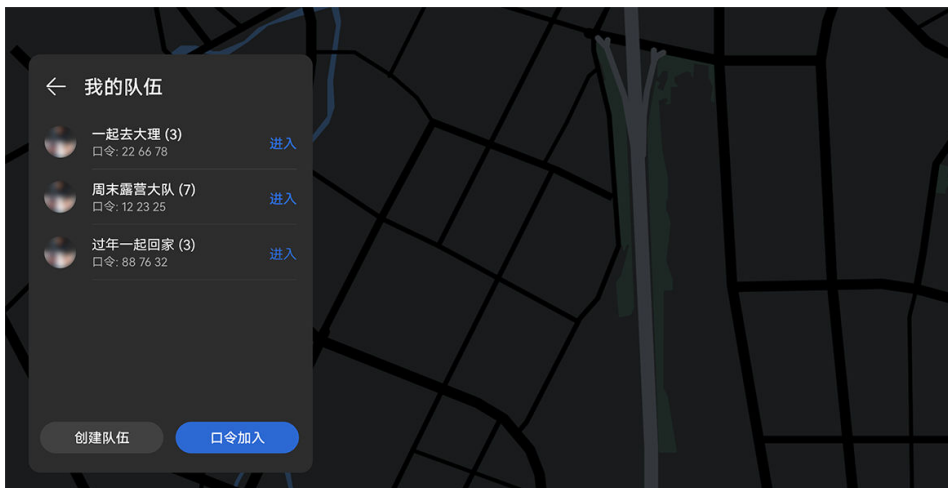 我的队伍
一起去大理 (3)
口令: 22 66 78
进入
周末露营大队 (7)
口令: 12 23 25
进入
过年一起回家 (3)
口令: 88 76 32
进入
创建队伍
口令加入